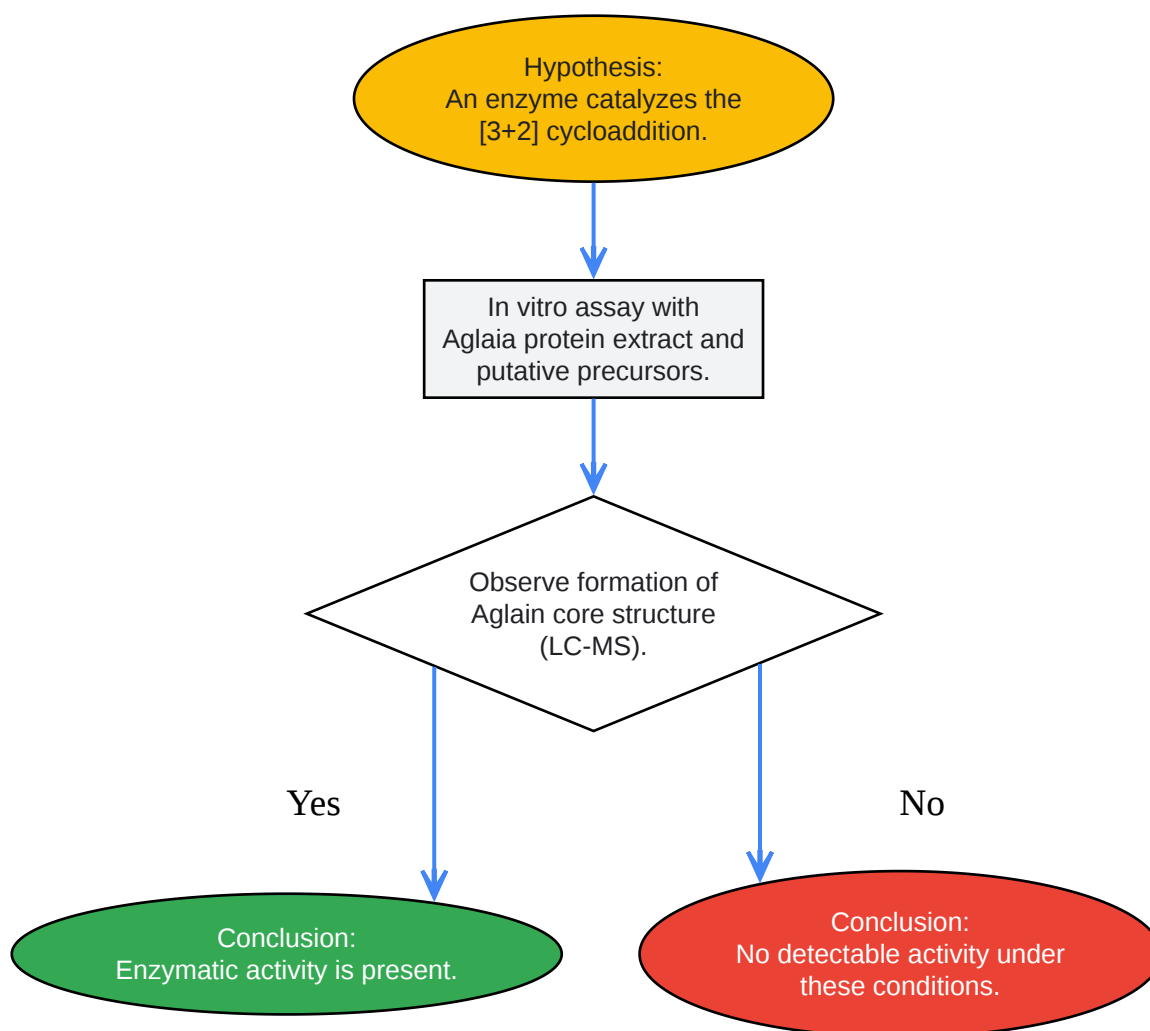 Hypothesis:
An enzyme catalyzes the
[3+2] cycloaddition.
In vitro assay with
Aglaia protein extract and
putative precursors.
Observe formation of
Aglain core structure
(LC-MS).
Yes
No
Conclusion:
Enzymatic activity is present.
Conclusion:
No detectable activity under
these conditions.